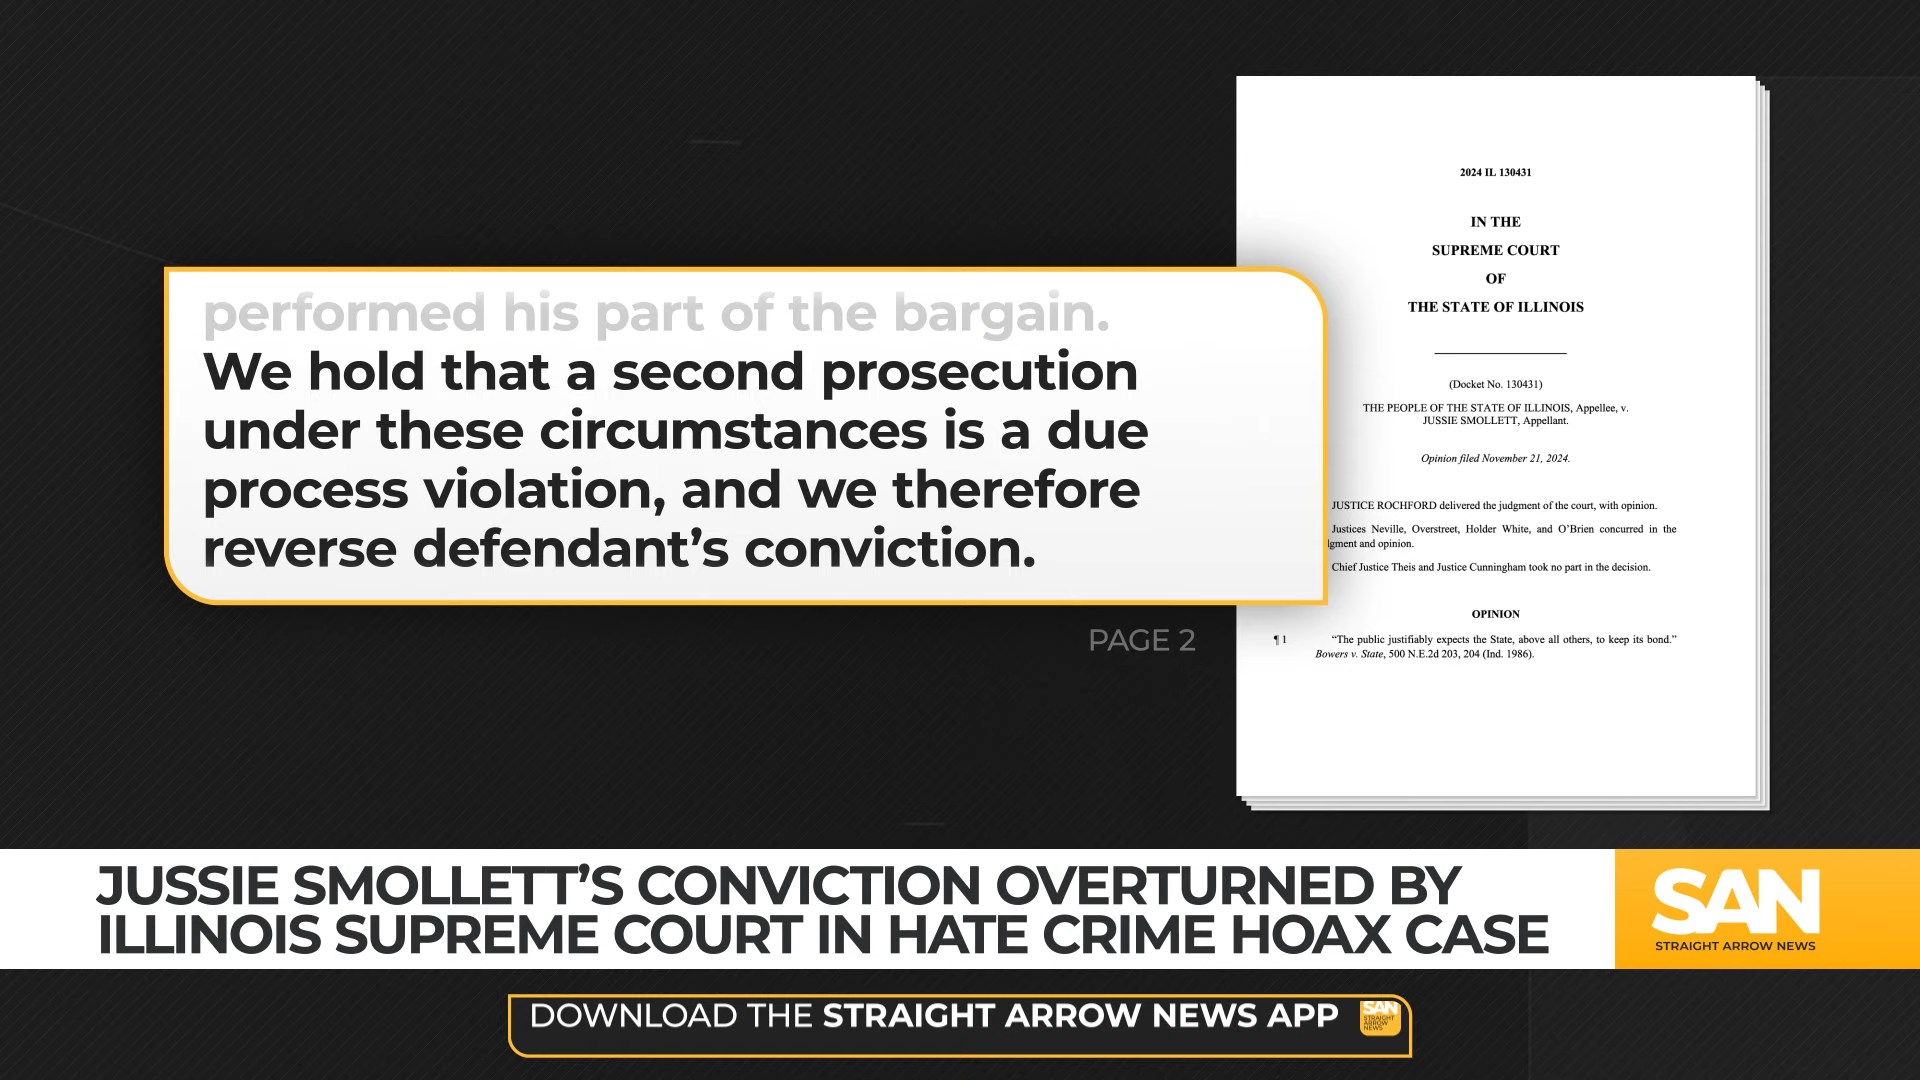 performed his part of the bargain.
We hold that a second prosecution
under these circumstances is a due
process violation, and we therefore
reverse defendant’s conviction.
PAGE 2
2024 IL 130431
IN THE
SUPREME COURT
OF
THE STATE OF ILLINOIS
(Docket No. 130431)
THE PEOPLE OF THE STATE OF ILLINOIS, Appellee, v.
JUSSIE SMOLLETT, Appellant.
Opinion filed November 21, 2024.
JUSTICE ROCHFORD delivered the judgment of the court, with opinion.
Justices Neville, Overstreet, Holder White, and O’Brien concurred in the
gment and opinion.
Chief Justice Theis and Justice Cunningham took no part in the decision.
OPINION
¶ 1 “The public justifiably expects the State, above all others, to keep its bond.”
Bowers v. State, 500 N.E.2d 203, 204 (Ind. 1986).
JUSSIE SMOLLETT’S CONVICTION OVERTURNED BY
ILLINOIS SUPREME COURT IN HATE CRIME HOAX CASE
SAN
STRAIGHT ARROW NEWS
DOWNLOAD THE STRAIGHT ARROW NEWS APP
SAN
STRAIGHT
ARROW
NEWS